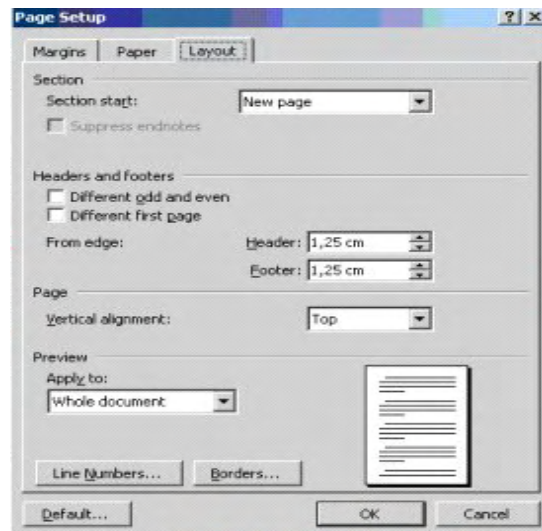 Page Setup
Margins Paper Layout
Section
Section start: New page
Suppress endnotes
Headers and footers
Different odd and even
Different first page
From edge: Header: 1,25 cm
Footer: 1,25 cm
Page
Vertical alignment: Top
Preview
Apply to:
Whole document
Line Numbers... Borders...
Default... OK Cancel